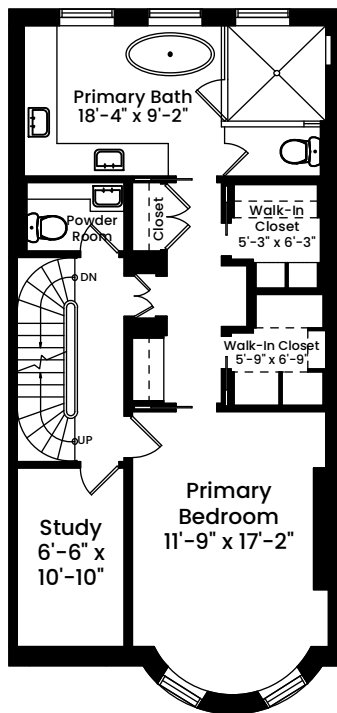 Primary Bath
18'-4" x 9'-2"
Powder
Room
Closet
Walk-In
Closet
5'-3" x 6'-3"
DN
Walk-In Closet
5'-9" x 6'-9"
UP
Primary
Bedroom
11'-9" x 17'-2"
Study
6'-6" x
10'-10"